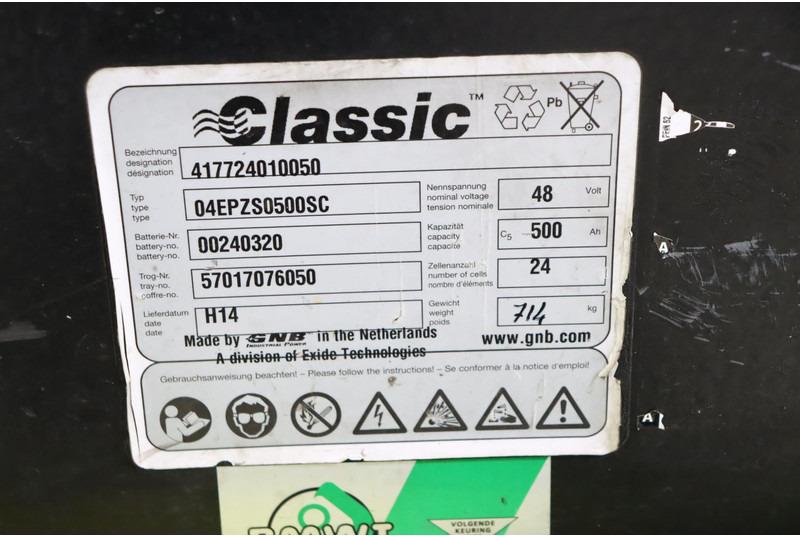 Classic™
Pb
Bezeichnung
designation
désignation
417724010050
Typ
type
type
04EPZS0500SC
Nennspannung
nominal voltage
tension nominale
48 Volt
Batterie-Nr.
battery-no.
battery-no.
00240320
Kapazität
capacity
capacite
C5 500 Ah
Trog-Nr.
tray-no.
coffre-no.
57017076050
Zellenanzahl
number of cells
nombre d'éléments
24
Lieferdatum
date
date
H14
Gewicht
weight
poids
714 kg
Made by GNB INDUSTRIAL POWER in the Netherlands
A division of Exide Technologies
www.gnb.com
Gebrauchsanweisung beachten! – Please follow the instructions! – Se conformer à la notice d'emploi!
A
A
VOLGENDE
KEURING